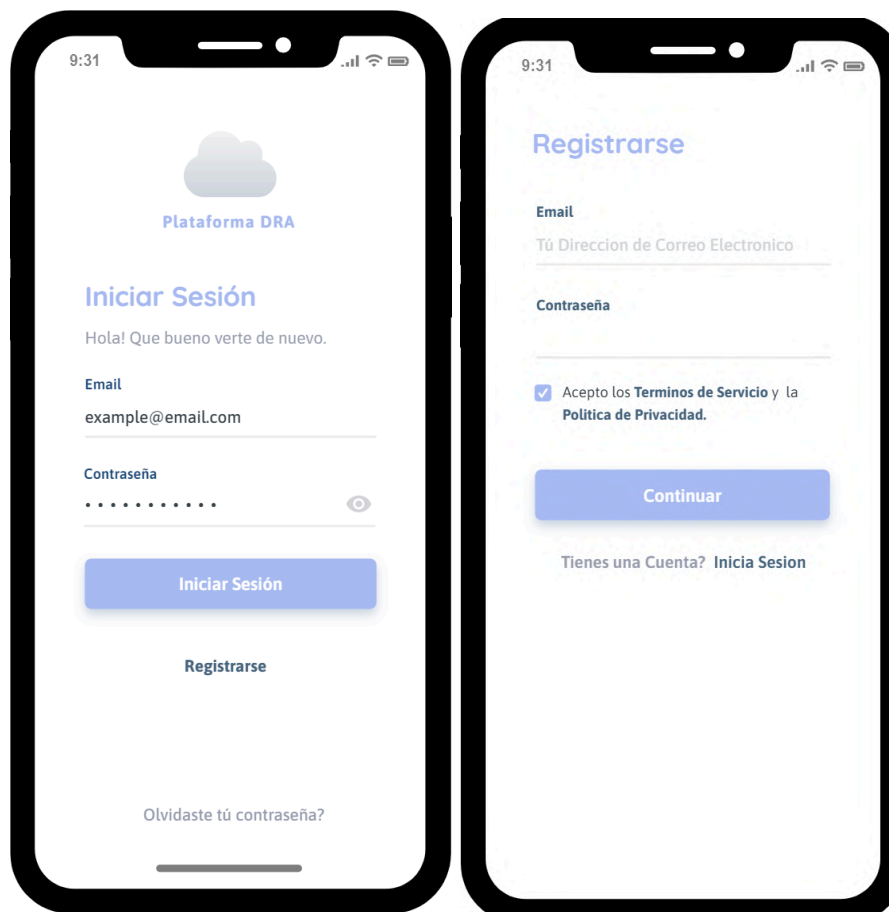 9:31
Plataforma DRA
Iniciar Sesión
Hola! Que bueno verte de nuevo.
Email
example@email.com
Contraseña
• • • • • • • • • • •
Iniciar Sesión
Registrarse
Olvidaste tú contraseña?
9:31
Registrarse
Email
Tú Direccion de Correo Electronico
Contraseña
Acepto los Terminos de Servicio y la
Politica de Privacidad.
Continuar
Tienes una Cuenta? Inicia Sesion